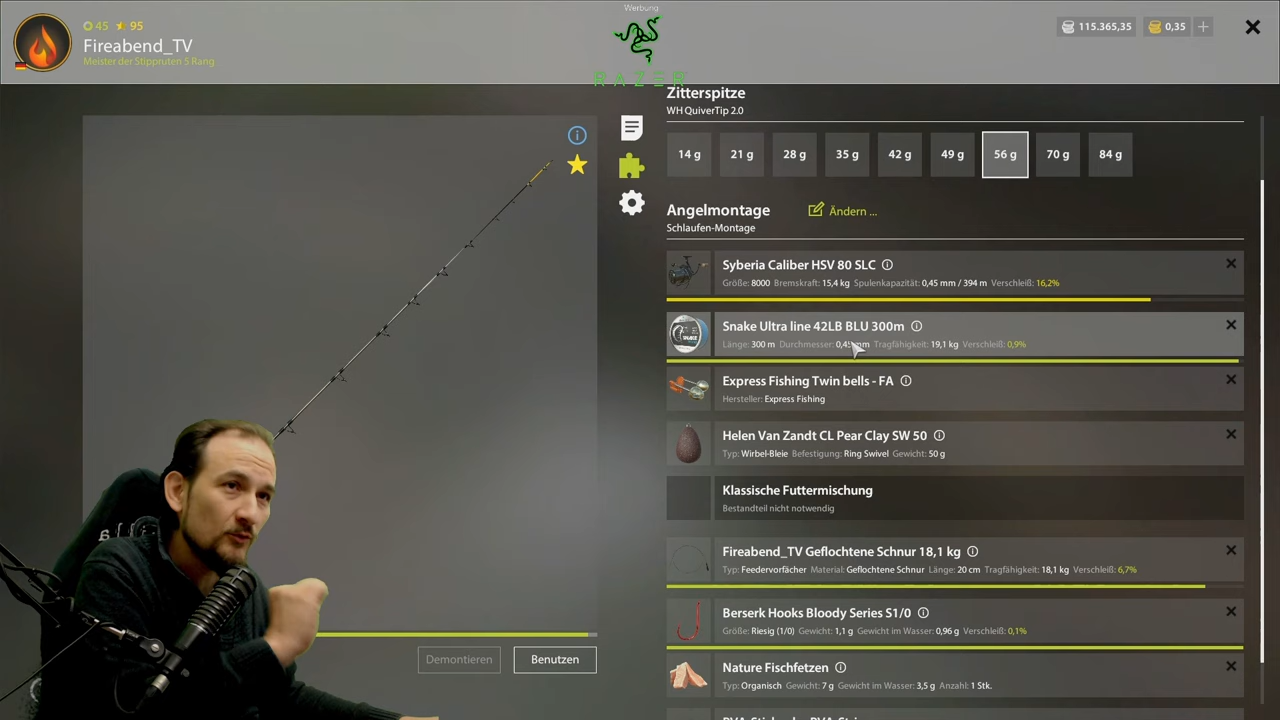 Werbung
45 95
Fireabend_TV
Meister der Stippruten 5 Rang
RAZER
115.365,35
0,35
Zitterspitze
WH QuiverTip 2.0
14 g 21 g 28 g 35 g 42 g 49 g 56 g 70 g 84 g
Angelmontage Ändern ...
Schlaufen-Montage
Syberia Caliber HSV 80 SLC
Größe: 8000 Bremskraft: 15,4 kg Spulenkapazität: 0,45 mm / 394 m Verschleiß: 16,2%
Snake Ultra line 42LB BLU 300m
Länge: 300 m Durchmesser: 0,45 mm Tragfähigkeit: 19,1 kg Verschleiß: 0,9%
Express Fishing Twin bells - FA
Hersteller: Express Fishing
Helen Van Zandt CL Pear Clay SW 50
Typ: Wirbel-Bleie Befestigung: Ring Swivel Gewicht: 50 g
Klassische Futtermischung
Bestandteil nicht notwendig
Fireabend_TV Geflochtene Schnur 18,1 kg
Typ: Feedervorfächer Material: Geflochtene Schnur Länge: 20 cm Tragfähigkeit: 18,1 kg Verschleiß: 6,7%
Berserk Hooks Bloody Series S1/0
Größe: Riesig (1/0) Gewicht: 1,1 g Gewicht im Wasser: 0,96 g Verschleiß: 0,1%
Nature Fischfetzen
Typ: Organisch Gewicht: 7 g Gewicht im Wasser: 3,5 g Anzahl: 1 Stk.
Demontieren
Benutzen